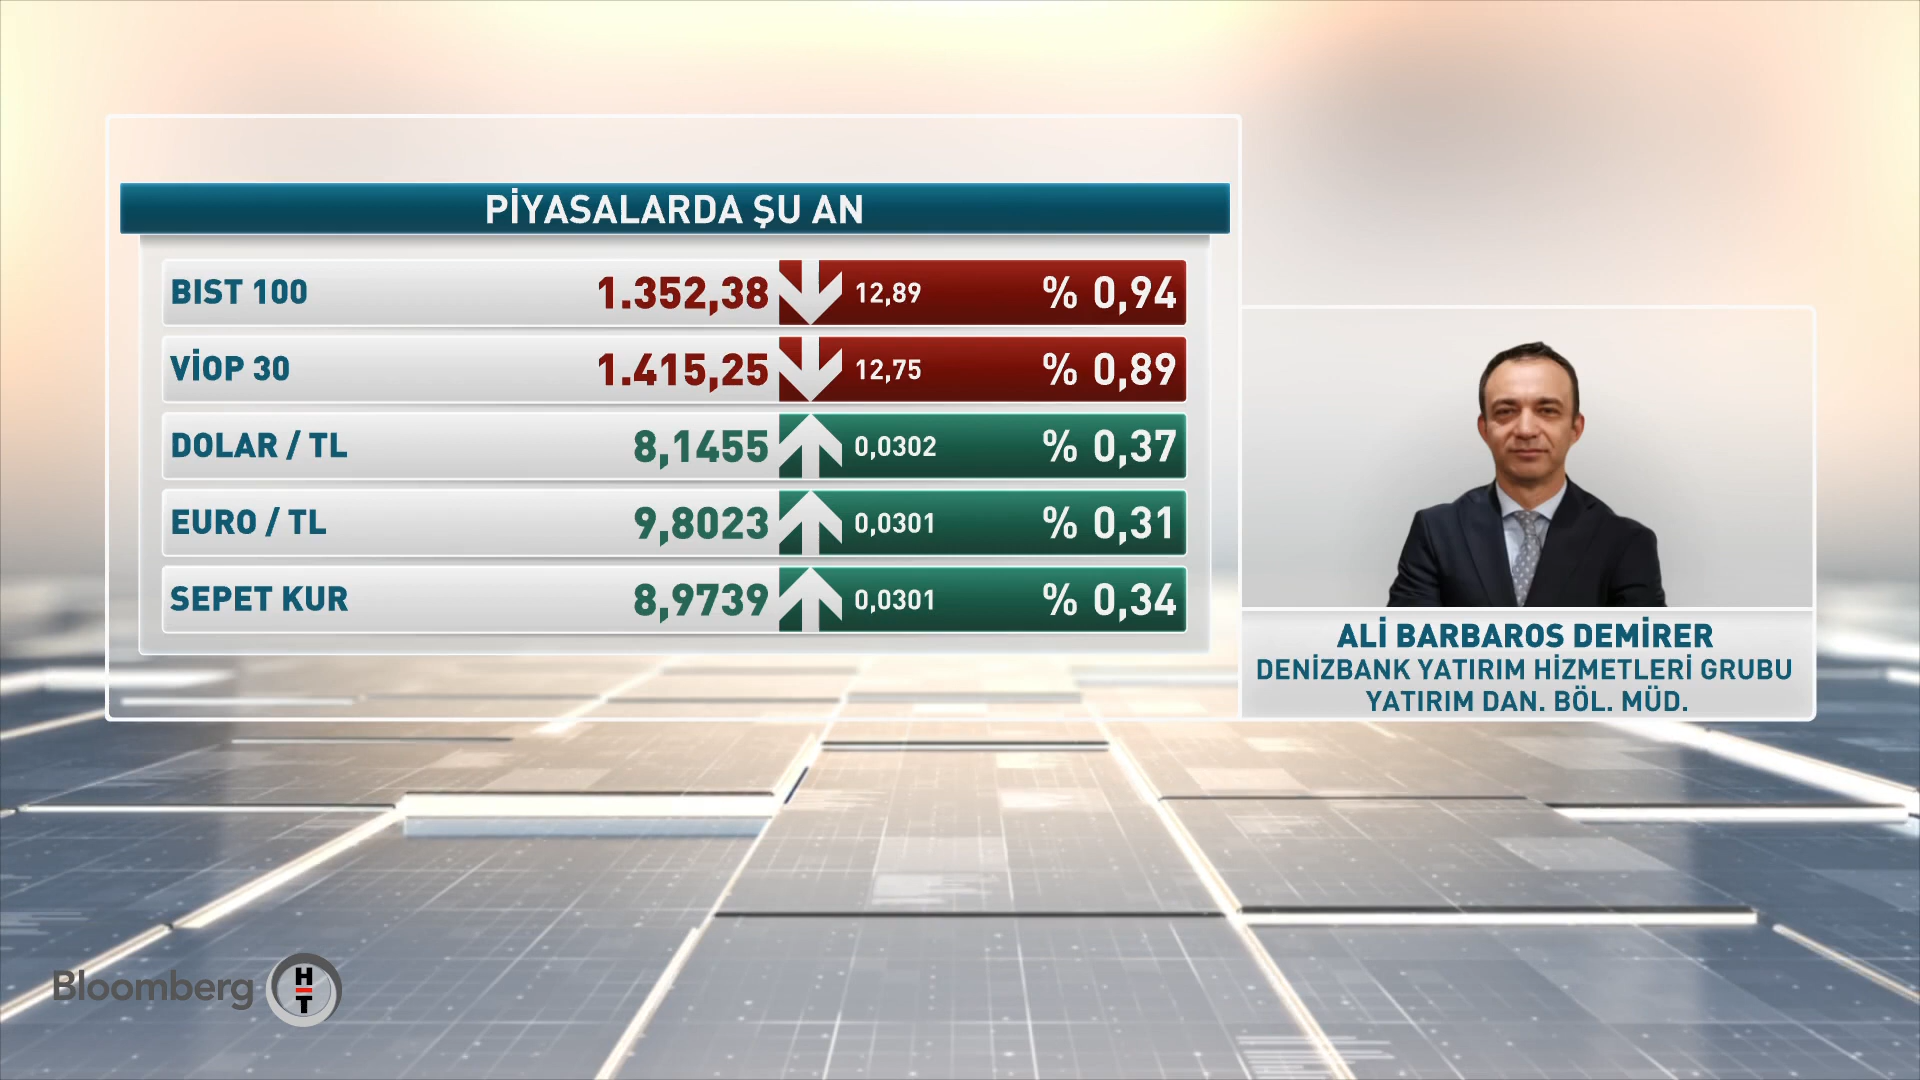 PİYASALARDA ŞU AN
BIST 100 1.352,38 12,89 % 0,94
VİOP 30 1.415,25 12,75 % 0,89
DOLAR / TL 8,1455 0,0302 % 0,37
EURO / TL 9,8023 0,0301 % 0,31
SEPET KUR 8,9739 0,0301 % 0,34
ALİ BARBAROS DEMİRER
DENİZBANK YATIRIM HİZMETLERİ GRUBU
YATIRIM DAN. BÖL. MÜD.
Bloomberg HT